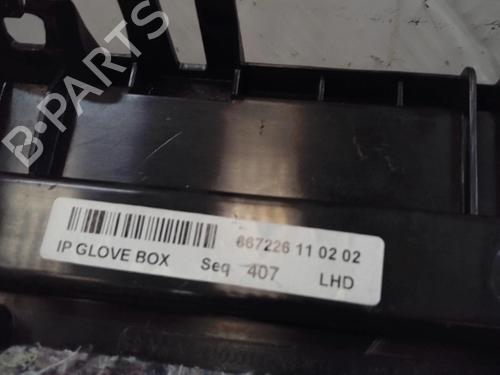 B-PARTS
667226 11 02 02
IP GLOVE BOX Seq 407 LHD